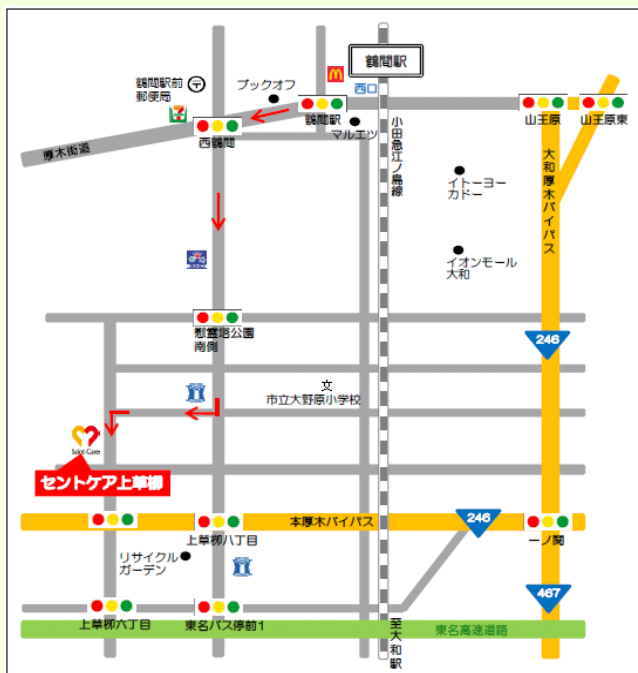 鶴間駅
鶴間駅前
郵便局
ブックオフ
西口
鶴間駅
マルエツ
西鶴間
厚木街道
山王原
山王原東
小田急江ノ島線
イトーヨー
カドー
イオンモール
大和
大和厚木バイパス
246
慰霊塔公園
南側
文
市立大野原小学校
Saint-Care
セントケア上草柳
上草柳八丁目
本厚木バイパス
246
一ノ関
リサイクル
ガーデン
467
上草柳六丁目
東名バス停前1
至大和駅
東名高速道路